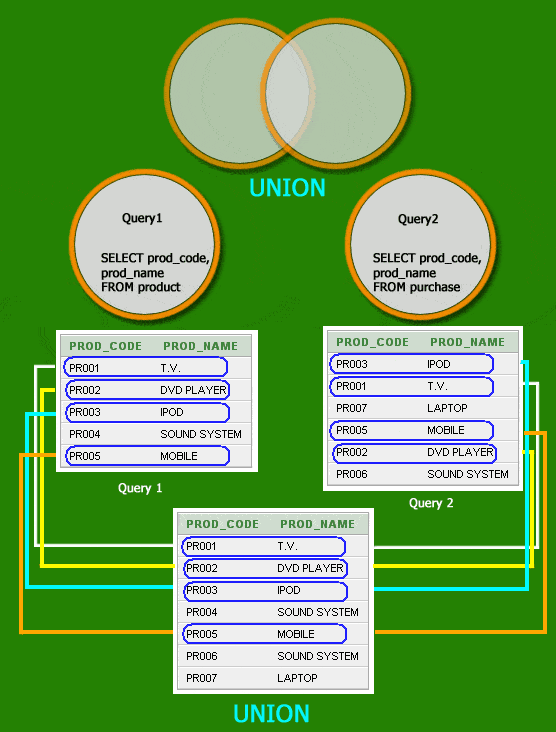 UNION
Query1
SELECT prod_code,
prod_name
FROM product
Query2
SELECT prod_code,
prod_name
FROM purchase
PROD_CODE PROD_NAME
PR001 T.V.
PR002 DVD PLAYER
PR003 IPOD
PR004 SOUND SYSTEM
PR005 MOBILE
Query 1
PROD_CODE PROD_NAME
PR003 IPOD
PR001 T.V.
PR007 LAPTOP
PR005 MOBILE
PR002 DVD PLAYER
PR006 SOUND SYSTEM
Query 2
PROD_CODE PROD_NAME
PR001 T.V.
PR002 DVD PLAYER
PR003 IPOD
PR004 SOUND SYSTEM
PR005 MOBILE
PR006 SOUND SYSTEM
PR007 LAPTOP
UNION